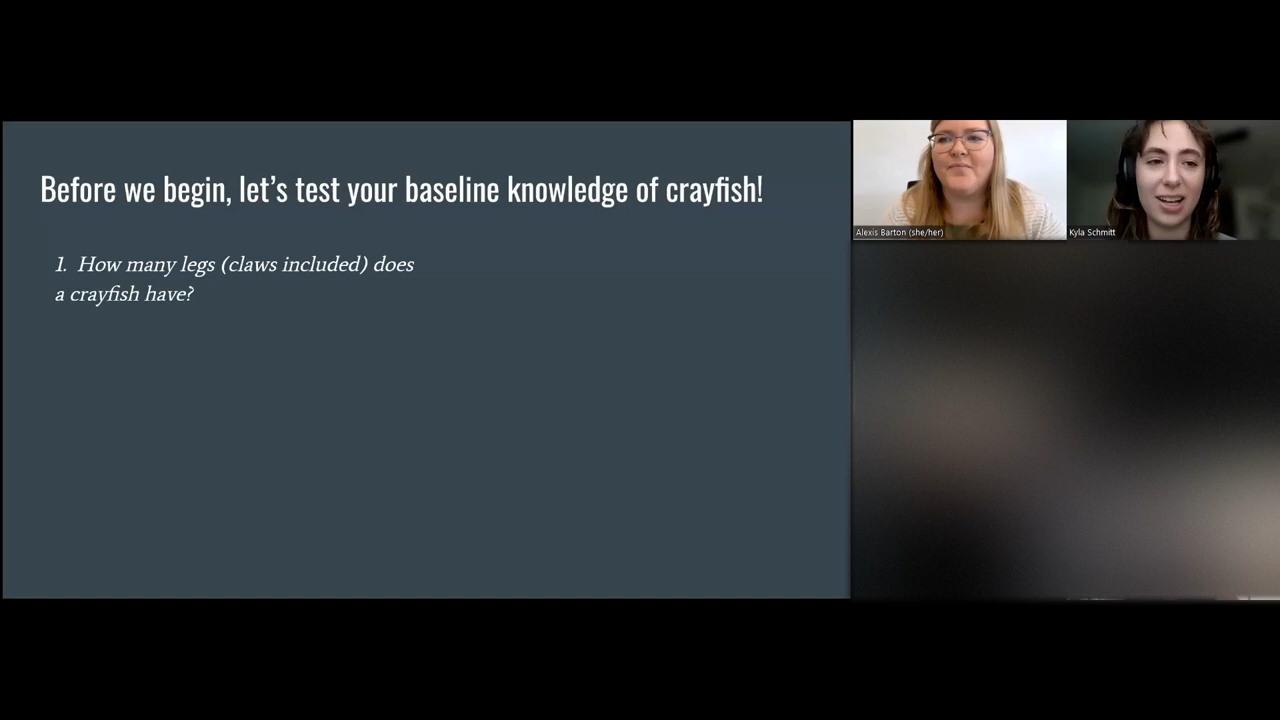 Before we begin, let's test your baseline knowledge of crayfish!
1. How many legs (claws included) does
a crayfish have?
Alexis Barton (she/her)
Kyla Schmitt